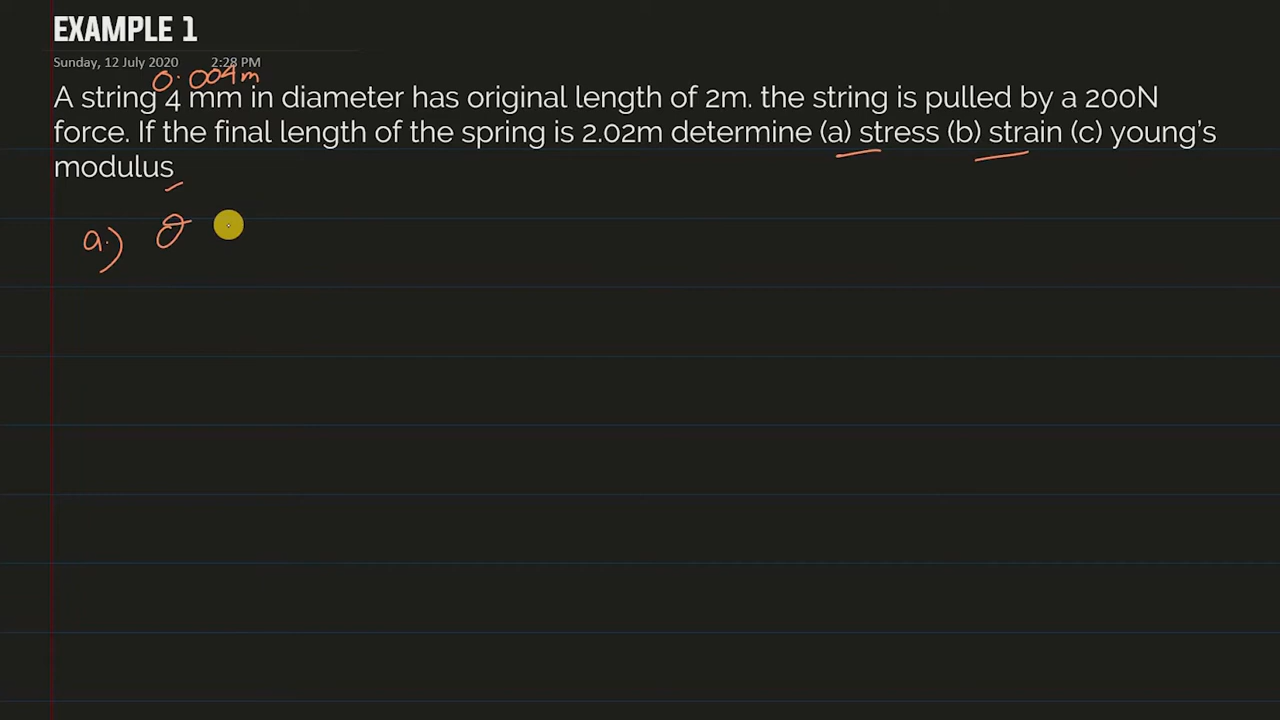 EXAMPLE 1
Sunday, 12 July 2020 2:28 PM
0.004m
A string 4 mm in diameter has original length of 2m. the string is pulled by a 200N
force. If the final length of the spring is 2.02m determine (a) stress (b) strain (c) young's
modulus
a.) σ